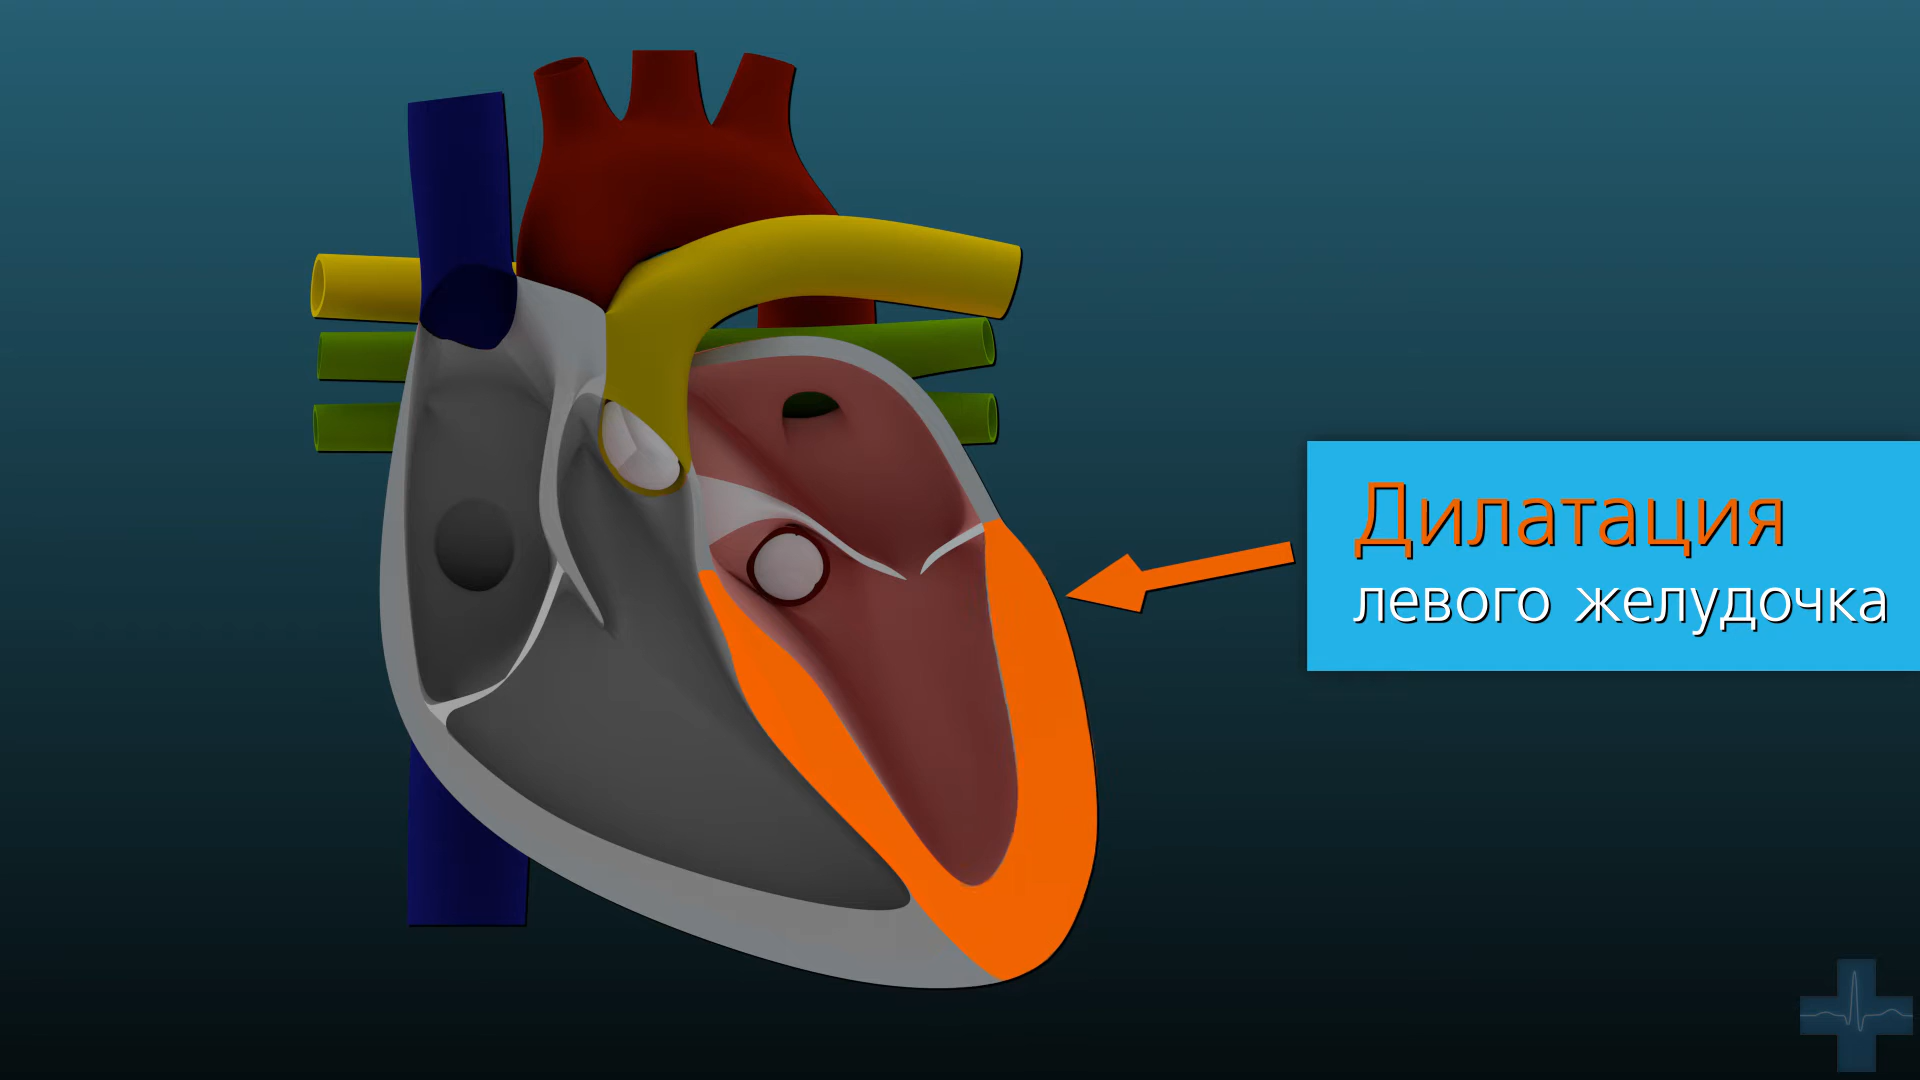 Дилатация
левого желудочка